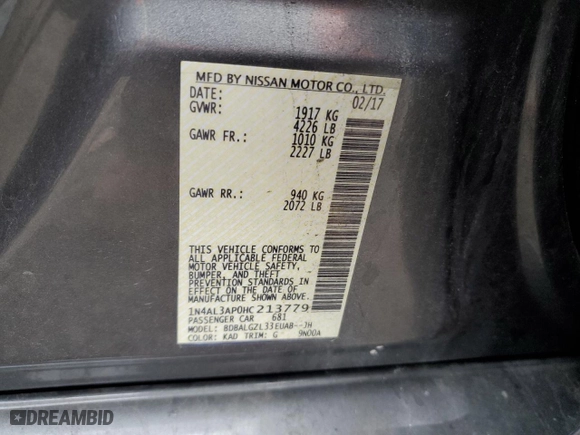 MFD BY NISSAN MOTOR CO., LTD.
DATE: 02/17
GVWR: 1917 KG
4226 LB
GAWR FR.: 1010 KG
2227 LB
GAWR RR.: 940 KG
2072 LB
THIS VEHICLE CONFORMS TO
ALL APPLICABLE FEDERAL
MOTOR VEHICLE SAFETY,
BUMPER, AND THEFT
PREVENTION STANDARDS IN
EFFECT ON THE DATE OF
MANUFACTURE SHOWN ABOVE.
1N4AL3AP0HC213779
PASSENGER CAR 681
MODEL: BDBALGZL33EUAB--JH
COLOR: KAD TRIM: G 9N00A
DREAMBID